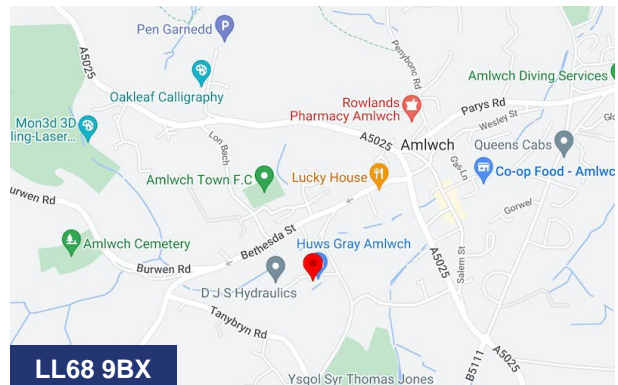 Pen Garnedd
A5025
Penybonc Rd
Amlwch Diving Services
Oakleaf Calligraphy
Rowlands
Pharmacy Amlwch
Parys Rd
Wesley St
Mon3d 3D
ling-Laser...
Lon Bach
A5025
Amlwch
Queens Cabs
Glo
Gas Ln
Amlwch Town F.C
Lucky House
Co-op Food - Amlwc
urwen Rd
Gorwel
Bethesda St
Amlwch Cemetery
Huws Gray Amlwch
Burwen Rd
A5025
Salem St
D J S Hydraulics
Tanybryn Rd
A5025
B5111
LL68 9BX
Ysgol Syr Thomas Jones